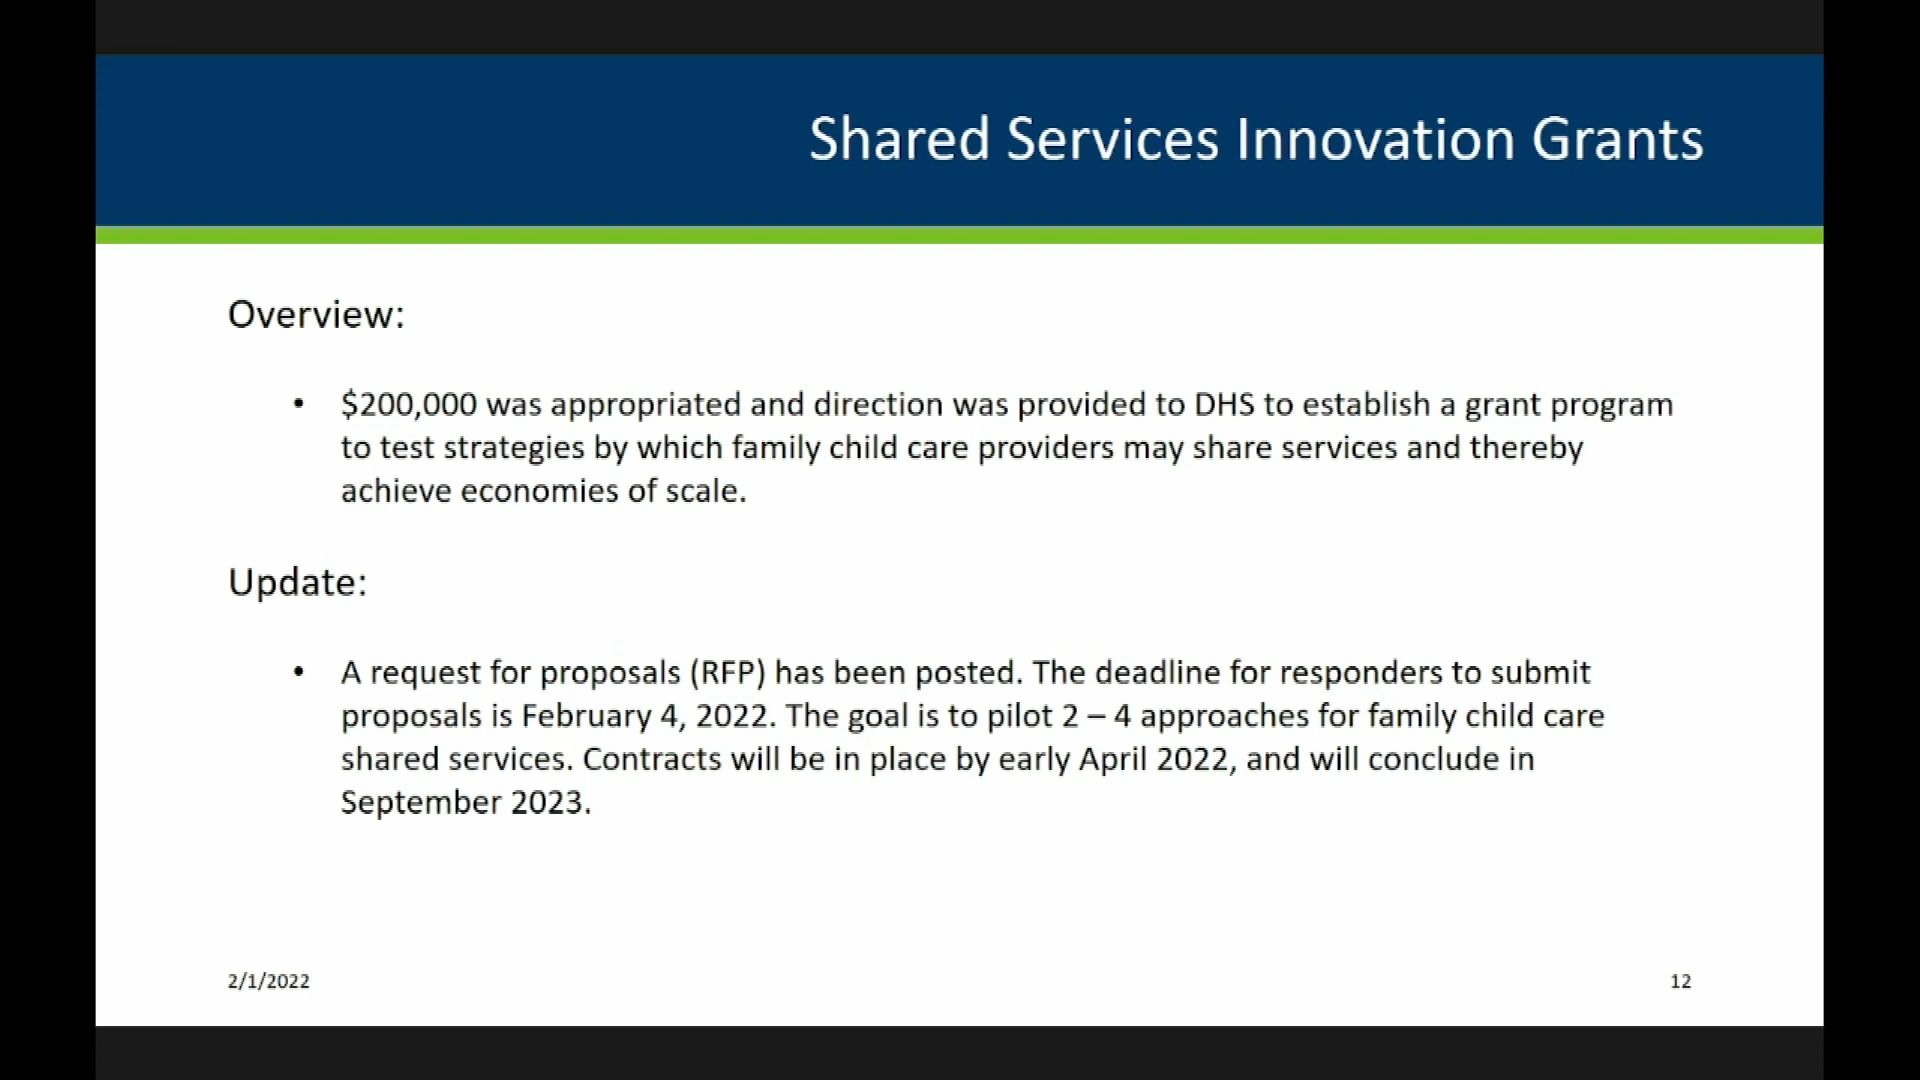 Shared Services Innovation Grants
Overview:
• $200,000 was appropriated and direction was provided to DHS to establish a grant program
to test strategies by which family child care providers may share services and thereby
achieve economies of scale.
Update:
• A request for proposals (RFP) has been posted. The deadline for responders to submit
proposals is February 4, 2022. The goal is to pilot 2 – 4 approaches for family child care
shared services. Contracts will be in place by early April 2022, and will conclude in
September 2023.
2/1/2022
12